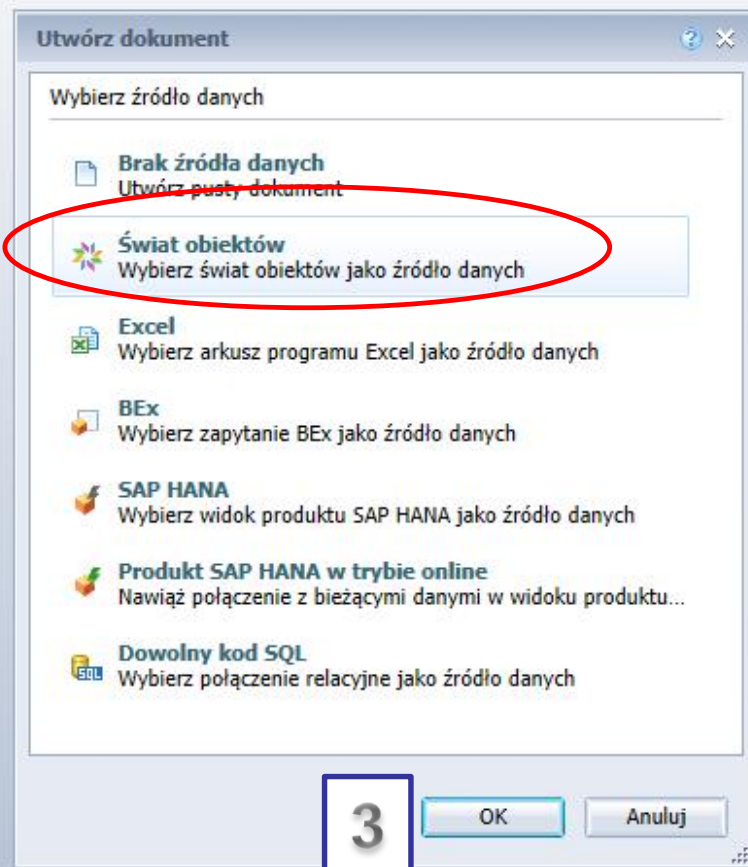 Utwórz dokument
Wybierz źródło danych
Brak źródła danych
Utwórz pusty dokument
Świat obiektów
Wybierz świat obiektów jako źródło danych
Excel
Wybierz arkusz programu Excel jako źródło danych
BEx
Wybierz zapytanie BEx jako źródło danych
SAP HANA
Wybierz widok produktu SAP HANA jako źródło danych
Produkt SAP HANA w trybie online
Nawiąż połączenie z bieżącymi danymi w widoku produktu...
SQL
Dowolny kod SQL
Wybierz połączenie relacyjne jako źródło danych
3 OK Anuluj